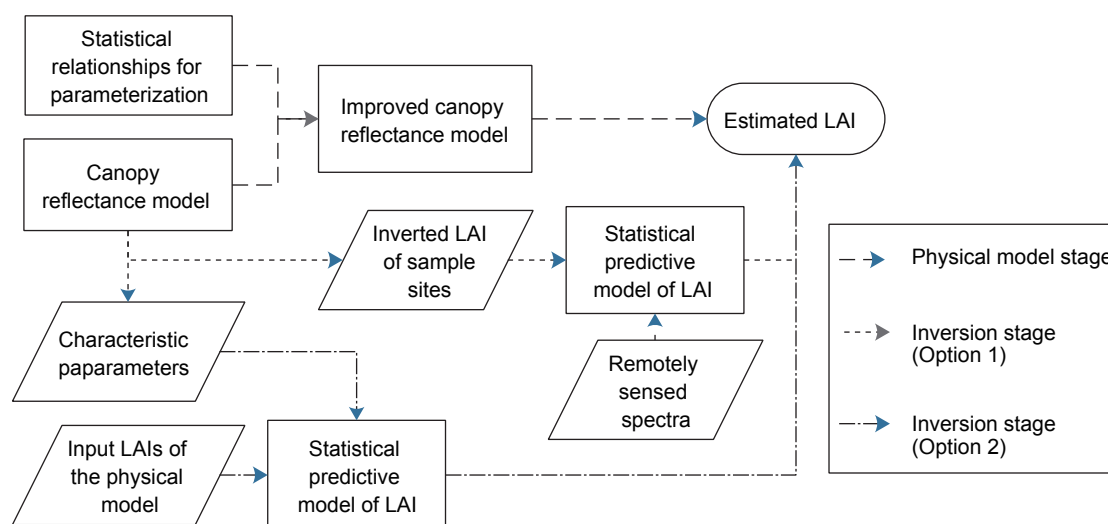 Statistical
relationships for
parameterization
Improved canopy
reflectance model
Estimated LAI
Canopy
reflectance model
Inverted LAI
of sample
sites
Statistical
predictive
model of LAI
Characteristic
paparameters
Remotely
sensed
spectra
Input LAIs of
the physical
model
Statistical
predictive
model of LAI
Physical model stage
Inversion stage
(Option 1)
Inversion stage
(Option 2)